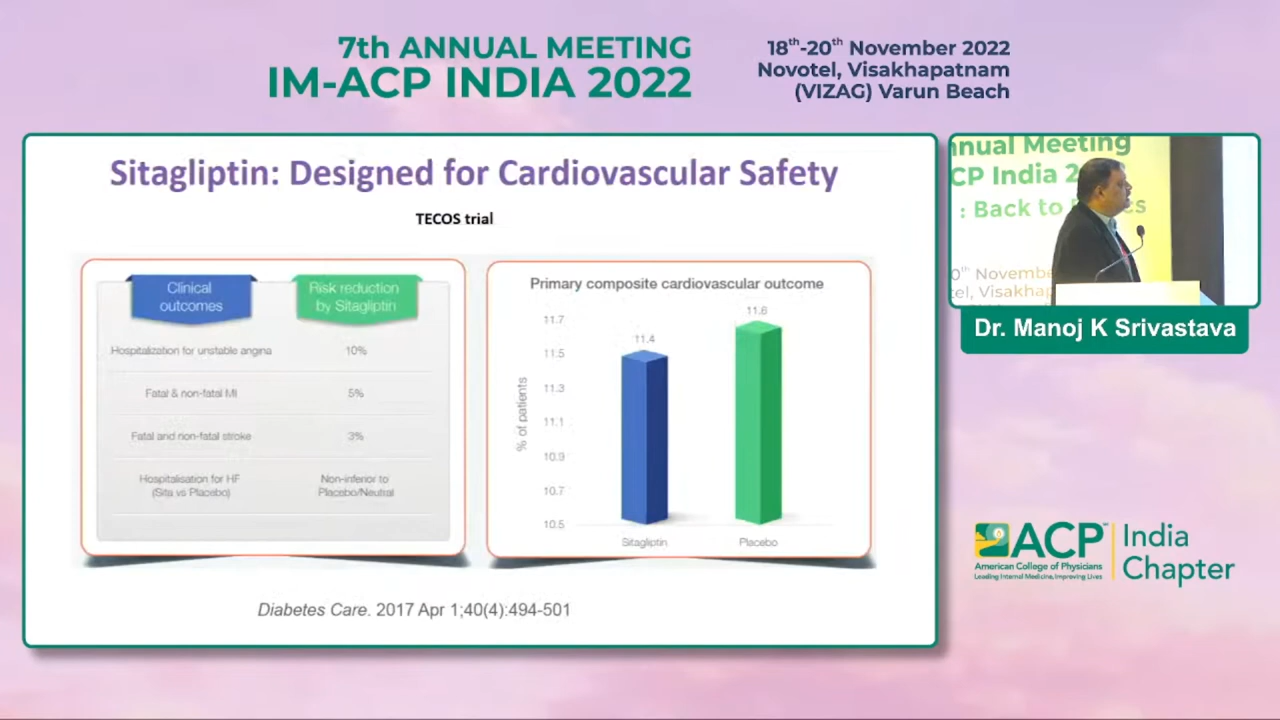 7th ANNUAL MEETING
IM-ACP INDIA 2022
18th-20th November 2022
Novotel, Visakhapatnam
(VIZAG) Varun Beach
Sitagliptin: Designed for Cardiovascular Safety
TECOS trial
Clinical outcomes
Risk reduction by Sitagliptin
Hospitalization for unstable angina 10%
Fatal & non-fatal MI 5%
Fatal and non-fatal stroke 3%
Hospitalisation for HF
(Sita vs Placebo)
Non-inferior to
Placebo/Neutral
Primary composite cardiovascular outcome
% of patients
11.7
11.5
11.3
11.1
10.9
10.7
10.5
11.4
11.6
Sitagliptin
Placebo
Diabetes Care. 2017 Apr 1;40(4):494-501
nnual Meeting
CP India 2
: Back to
es
0th Novembe
tel, Visakhap
Dr. Manoj K Srivastava
ACP
American College of Physicians
Leading Internal Medicine, Improving Lives
India
Chapter